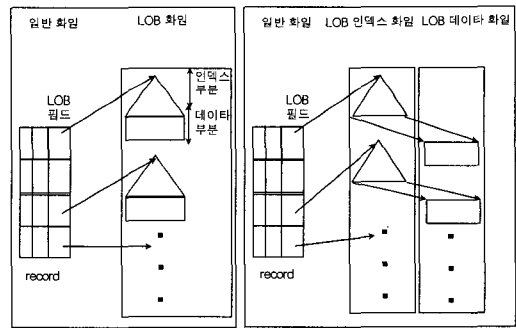 일반 화일
LOB 화일
LOB
필드
인덱스
부분
데이타
부분
record
일반 화일
LOB 인덱스 화일
LOB 데이타 화일
LOB
필드
record